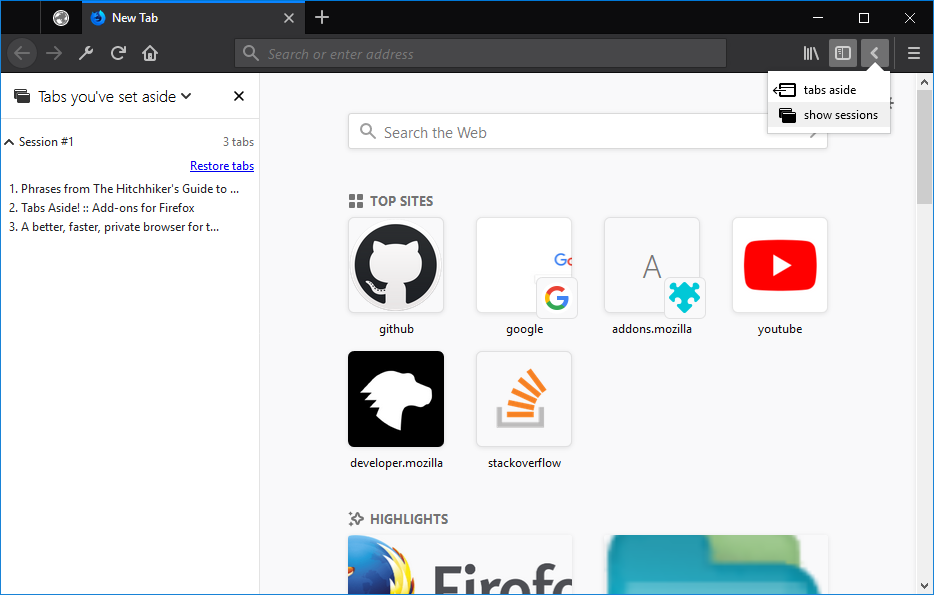 New Tab
Search or enter address
tabs aside
show sessions
Tabs you've set aside
Session #1
3 tabs
Restore tabs
1. Phrases from The Hitchhiker's Guide to ...
2. Tabs Aside! :: Add-ons for Firefox
3. A better, faster, private browser for t...
Search the Web
TOP SITES
Go
G
A
github
google
addons.mozilla
youtube
developer.mozilla
stackoverflow
HIGHLIGHTS
Firefo